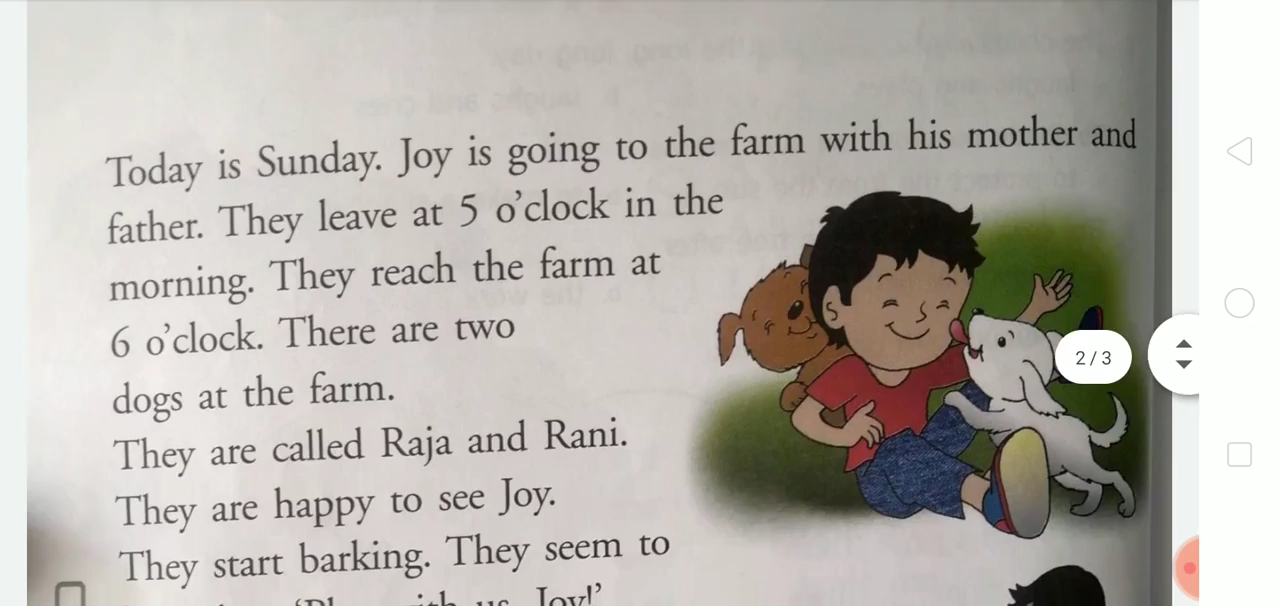 Today is Sunday. Joy is going to the farm with his mother and
father. They leave at 5 o'clock in the
morning. They reach the farm at
6 o'clock. There are two
dogs at the farm.
They are called Raja and Rani.
They are happy to see Joy.
They start barking. They seem to
us, Joy!'
2/3